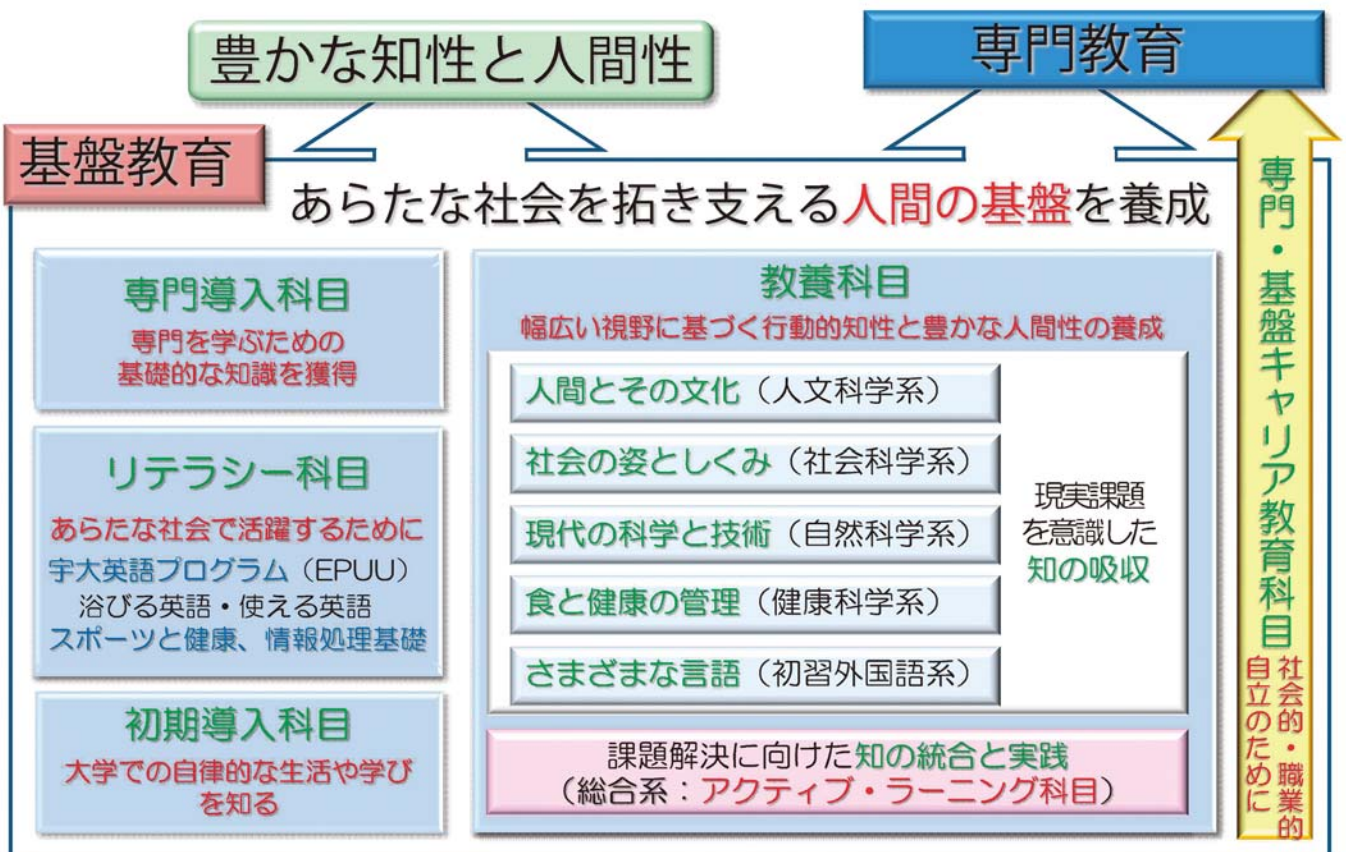 豊かな知性と人間性
専門教育
基盤教育
あらたな社会を拓き支える人間の基盤を養成
専門導入科目
専門を学ぶための
基礎的な知識を獲得
リテラシー科目
あらたな社会で活躍するために
宇大英語プログラム（EPUU）
浴びる英語・使える英語
スポーツと健康、情報処理基礎
初期導入科目
大学での自律的な生活や学び
を知る
教養科目
幅広い視野に基づく行動的知性と豊かな人間性の養成
人間とその文化（人文科学系）
社会の姿としくみ（社会科学系）
現代の科学と技術（自然科学系）
食と健康の管理（健康科学系）
さまざまな言語（初習外国語系）
現実課題
を意識した
知の吸収
課題解決に向けた知の統合と実践
（総合系：アクティブ・ラーニング科目）
専門・基盤キャリア教育科目
社会的・職業的
自立のために